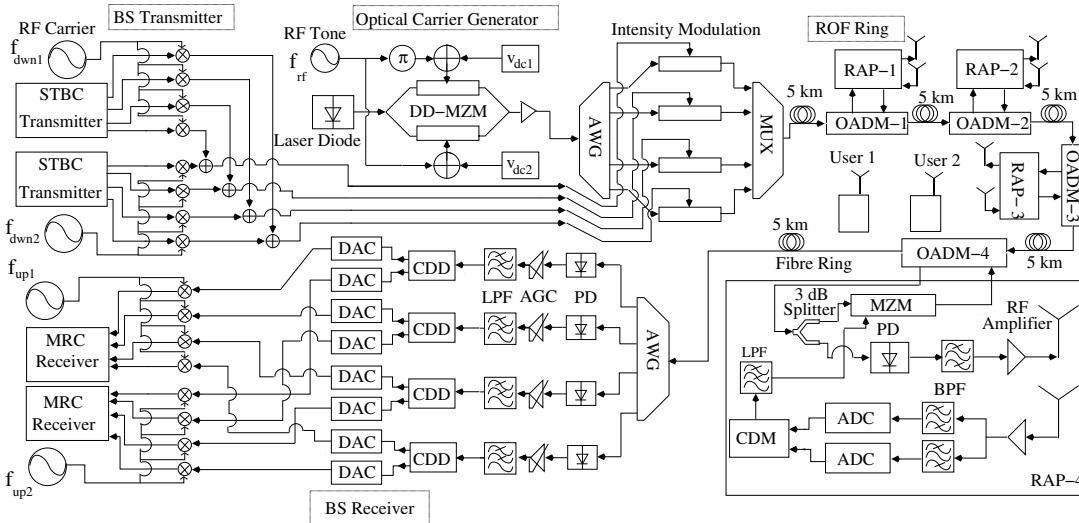 BS Transmitter
Optical Carrier Generator
ROF Ring
RF Carrier
f dwn1
STBC
Transmitter
STBC
Transmitter
f dwn2
RF Tone
f rf
π
v dc1
Laser Diode
DD-MZM
v dc2
Intensity Modulation
AWG
MUX
5 km
OADM-1
RAP-1
5 km
OADM-2
RAP-2
5 km
OADM-3
RAP-3
User 1
User 2
5 km
OADM-4
5 km
Fibre Ring
f up1
MRC
Receiver
MRC
Receiver
f up2
DAC
DAC
DAC
DAC
DAC
DAC
DAC
DAC
CDD
CDD
CDD
CDD
LPF
AGC
PD
AWG
BS Receiver
3 dB
Splitter
MZM
PD
RF
Amplifier
LPF
CDM
ADC
ADC
BPF
RAP-4